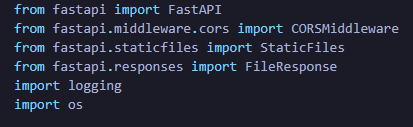 from fastapi import FastAPI
from fastapi.middleware.cors import CORSMiddleware
from fastapi.staticfiles import StaticFiles
from fastapi.responses import FileResponse
import logging
import os